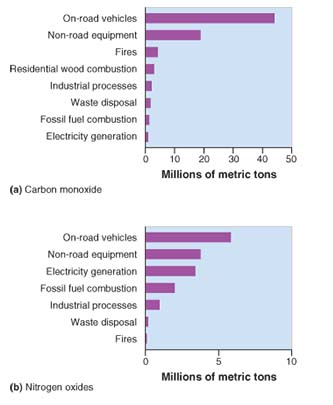 On-road vehicles
Non-road equipment
Fires
Residential wood combustion
Industrial processes
Waste disposal
Fossil fuel combustion
Electricity generation
0 10 20 30 40 50
Millions of metric tons
(a) Carbon monoxide
On-road vehicles
Non-road equipment
Electricity generation
Fossil fuel combustion
Industrial processes
Waste disposal
Fires
0 5 10
Millions of metric tons
(b) Nitrogen oxides